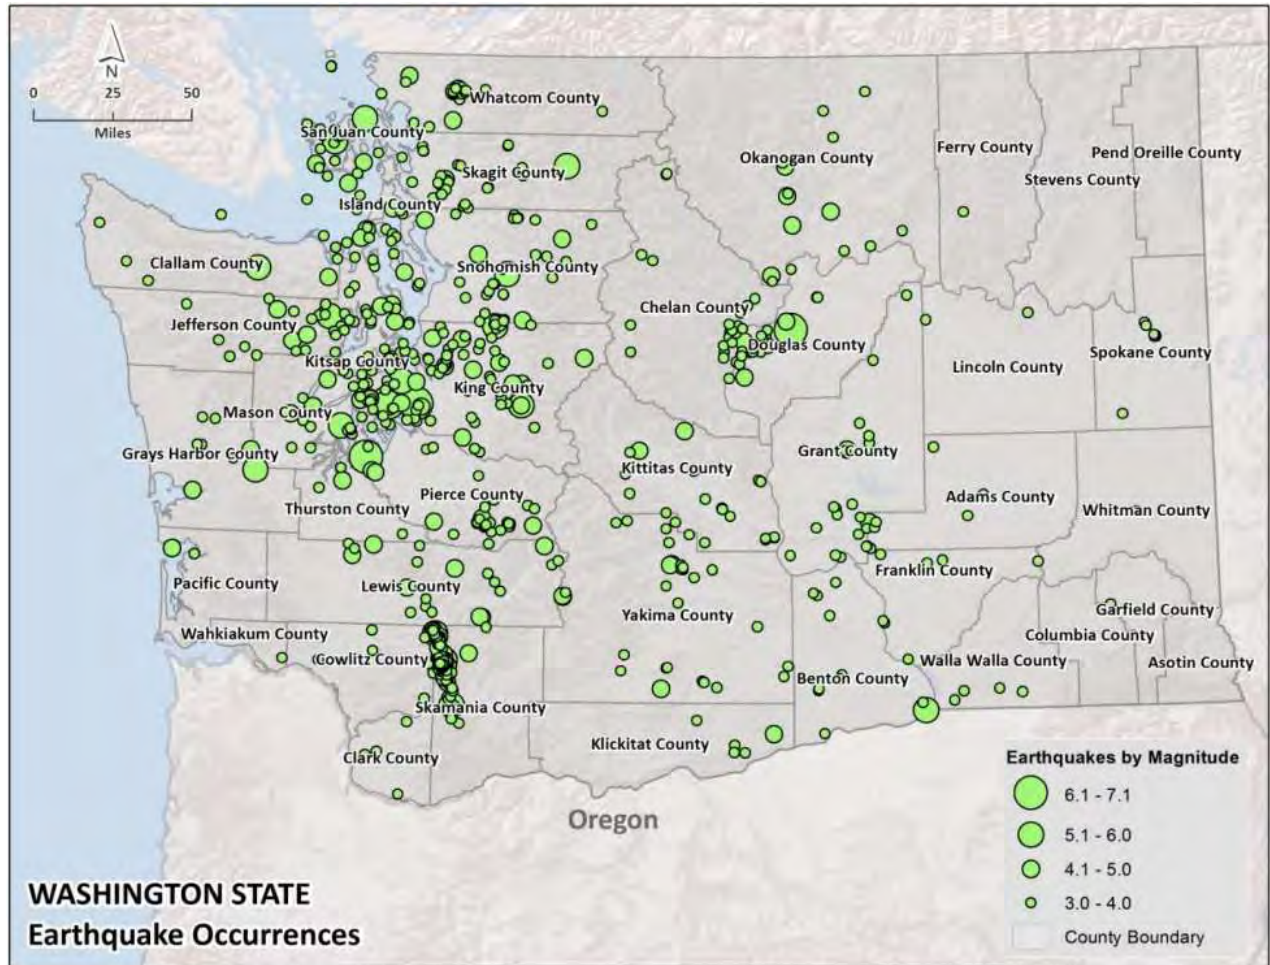 N
0 25 50
Miles
Whatcom County
San Juan County
Skagit County
Island County
Okanogan County
Ferry County
Pend Oreille County
Stevens County
Clallam County
Snohomish County
Chelan County
Jefferson County
Douglas County
Kitsap County
Spokane County
Lincoln County
King County
Mason County
Grays Harbor County
Kittitas County
Grant County
Pierce County
Thurston County
Adams County
Whitman County
Pacific County
Lewis County
Franklin County
Yakima County
Garfield County
Wahkiakum County
Columbia County
Cowlitz County
Walla Walla County
Asotin County
Benton County
Skamania County
Klickitat County
Clark County
Oregon
Earthquakes by Magnitude
6.1 - 7.1
5.1 - 6.0
4.1 - 5.0
3.0 - 4.0
County Boundary
WASHINGTON STATE
Earthquake Occurrences